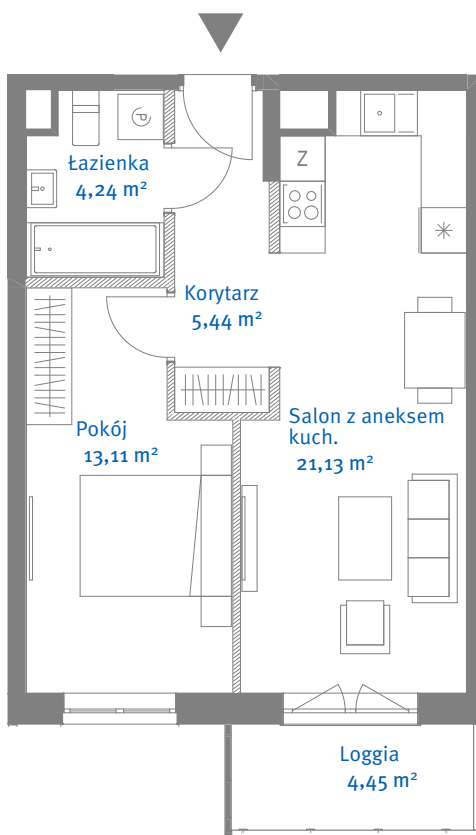 P
Łazienka
4,24 m²
Z
Korytarz
5,44 m²
Salon z aneksem
kuch.
21,13 m²
Pokój
13,11 m²
Loggia
4,45 m²